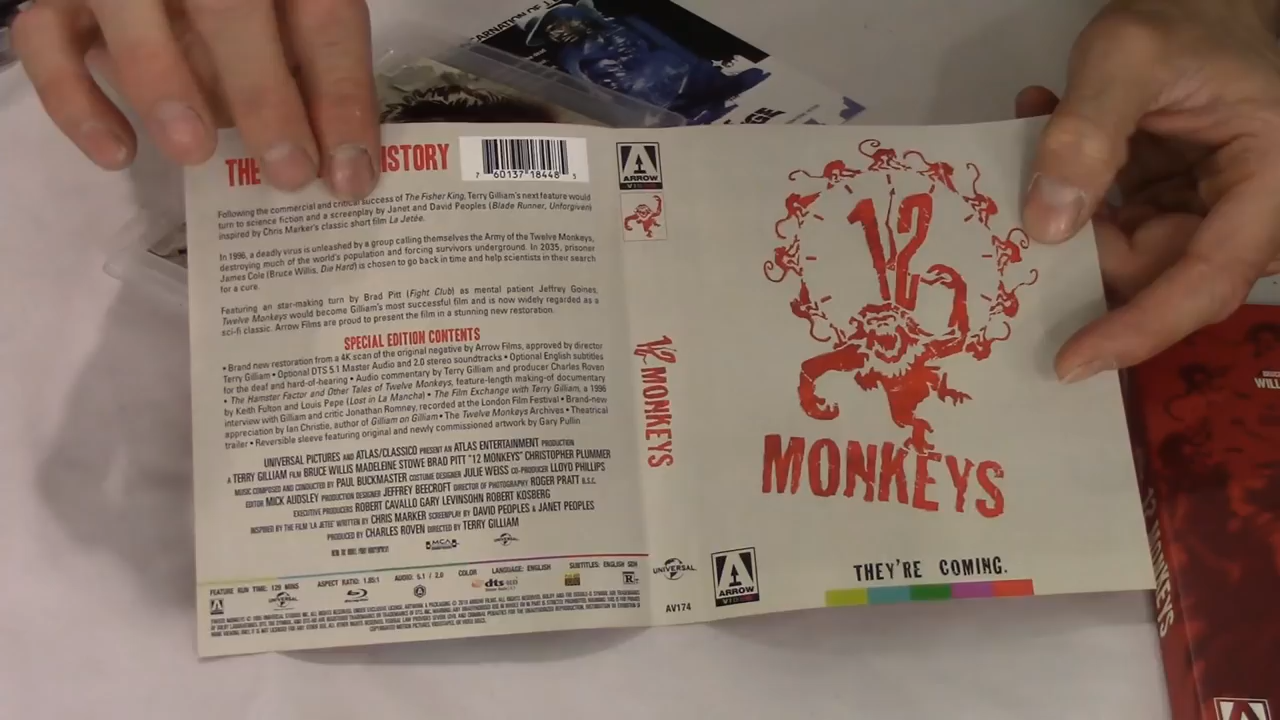 CARNATION OF
THE ISTORY
7 60137 18448 5
Following the commercial and critical success of The Fisher King, Terry Gilliam's next feature would
turn to science fiction and a screenplay by Janet and David Peoples (Blade Runner, Unforgiven)
inspired by Chris Marker's classic short film La Jetée.
In 1996, a deadly virus is unleashed by a group calling themselves the Army of the Twelve Monkeys,
destroying much of the world's population and forcing survivors underground. In 2035, prisoner
James Cole (Bruce Willis, Die Hard) is chosen to go back in time and help scientists in their search
for a cure.
Featuring an star-making turn by Brad Pitt (Fight Club) as mental patient Jeffrey Goines,
Twelve Monkeys would become Gilliam's most successful film and is now widely regarded as a
sci-fi classic. Arrow Films are proud to present the film in a stunning new restoration.
SPECIAL EDITION CONTENTS
• Brand new restoration from a 4K scan of the original negative by Arrow Films, approved by director
Terry Gilliam • Optional DTS 5.1 Master Audio and 2.0 stereo soundtracks • Optional English subtitles
for the deaf and hard-of-hearing • Audio commentary by Terry Gilliam and producer Charles Roven
• The Hamster Factor and Other Tales of Twelve Monkeys, feature-length making-of documentary
by Keith Fulton and Louis Pepe (Lost in La Mancha) • The Film Exchange with Terry Gilliam, a 1996
interview with Gilliam and critic Jonathan Romney, recorded at the London Film Festival • Brand-new
appreciation by Ian Christie, author of Gilliam on Gilliam • The Twelve Monkeys Archives • Theatrical
trailer • Reversible sleeve featuring original and newly commissioned artwork by Gary Pullin
UNIVERSAL PICTURES AND ATLAS/CLASSICO PRESENT AN ATLAS ENTERTAINMENT PRODUCTION
A TERRY GILLIAM FILM BRUCE WILLIS MADELEINE STOWE BRAD PITT "12 MONKEYS" CHRISTOPHER PLUMMER
MUSIC COMPOSED AND CONDUCTED BY PAUL BUCKMASTER COSTUME DESIGNER JULIE WEISS CO-PRODUCER LLOYD PHILLIPS
EDITOR MICK AUDSLEY PRODUCTION DESIGNER JEFFREY BEECROFT DIRECTOR OF PHOTOGRAPHY ROGER PRATT B.S.C.
EXECUTIVE PRODUCERS ROBERT CAVALLO GARY LEVINSOHN ROBERT KOSBERG
INSPIRED BY THE FILM 'LA JETEE' WRITTEN BY CHRIS MARKER SCREENPLAY BY DAVID PEOPLES & JANET PEOPLES
PRODUCED BY CHARLES ROVEN DIRECTED BY TERRY GILLIAM
MCA
UNIVERSAL
FEATURE RUN TIME: 129 MINS ASPECT RATIO: 1.85:1 AUDIO: 5.1 / 2.0 COLOR LANGUAGE: ENGLISH SUBTITLES: ENGLISH SDH
UNIVERSAL
dts
R
ARROW
VIDEO
12 MONKEYS
UNIVERSAL
AV174
12
MONKEYS
THEY'RE COMING.
ARROW
VIDEO
WILL
12 MONKEYS